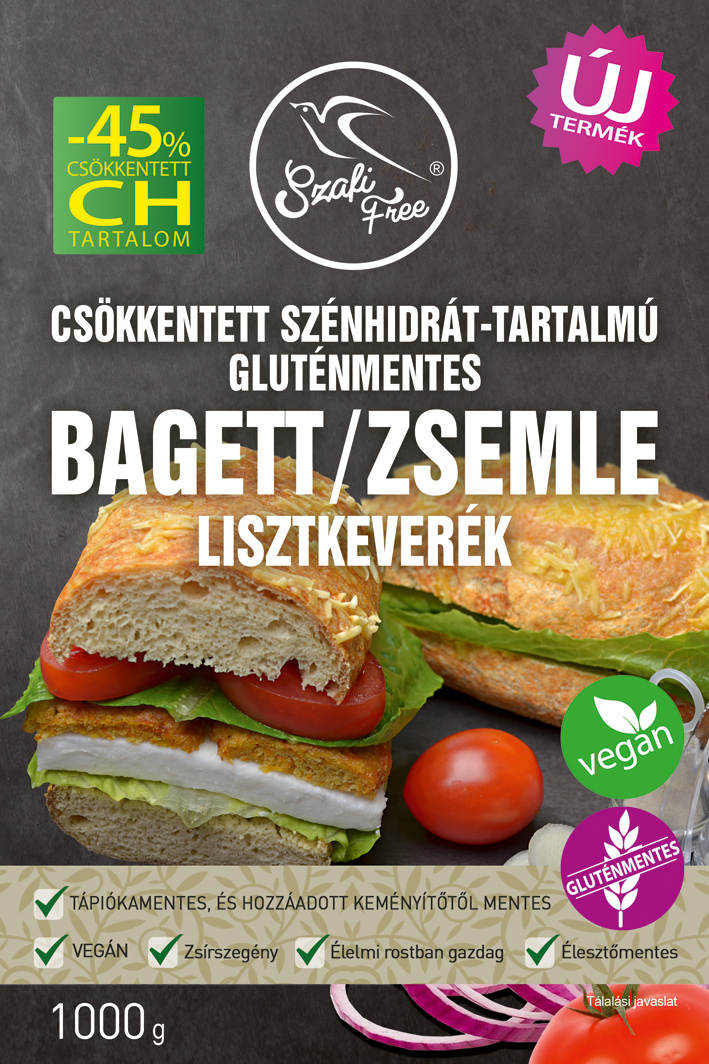 -45%
CSÖKKENTETT
CH
TARTALOM
Szafi
Free
®
ÚJ
TERMÉK
CSÖKKENTETT SZÉNHIDRÁT-TARTALMÚ
GLUTÉNMENTES
BAGETT/ZSEMLE
LISZTKEVERÉK
vegan
GLUTÉNMENTES
TÁPIÓKAMENTES, ÉS HOZZÁADOTT KEMÉNYÍTŐTŐL MENTES
VEGÁN Zsírszegény Élelmi rostban gazdag Élesztőmentes
1000 g
Tálalási javaslat